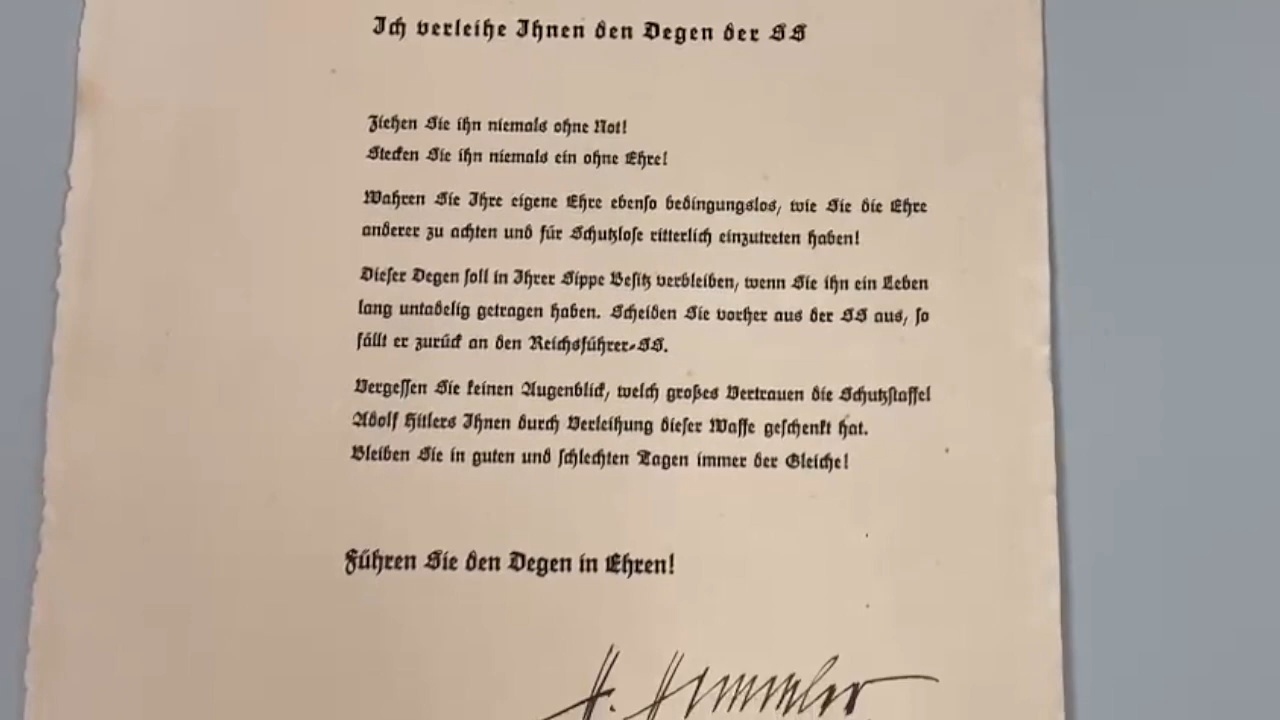 Ich verleihe Ihnen den Degen der SS
Ziehen Sie ihn niemals ohne Not!
Stecken Sie ihn niemals ein ohne Ehre!
Wahren Sie Ihre eigene Ehre ebenso bedingungslos, wie Sie die Ehre
anderer zu achten und für Schutzlose ritterlich einzutreten haben!
Dieser Degen soll in Ihrer Sippe Besitz verbleiben, wenn Sie ihn ein Leben
lang untadelig getragen haben. Scheiden Sie vorher aus der SS aus, so
fällt er zurück an den Reichsführer-SS.
Vergessen Sie keinen Augenblick, welch großes Vertrauen die Schutzstaffel
Adolf Hitlers Ihnen durch Verleihung dieser Waffe geschenkt hat.
Bleiben Sie in guten und schlechten Tagen immer der Gleiche!
Führen Sie den Degen in Ehren!
H. Himmler